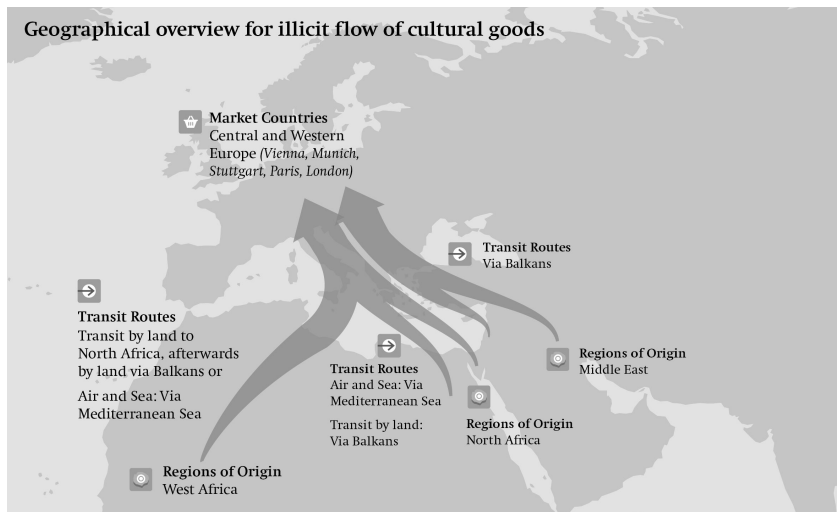 Geographical overview for illicit flow of cultural goods
Market Countries
Central and Western
Europe (Vienna, Munich,
Stuttgart, Paris, London)
Transit Routes
Via Balkans
Transit Routes
Transit by land to
North Africa, afterwards
by land via Balkans or
Air and Sea: Via
Mediterranean Sea
Transit Routes
Air and Sea: Via
Mediterranean Sea
Transit by land:
Via Balkans
Regions of Origin
Middle East
Regions of Origin
North Africa
Regions of Origin
West Africa